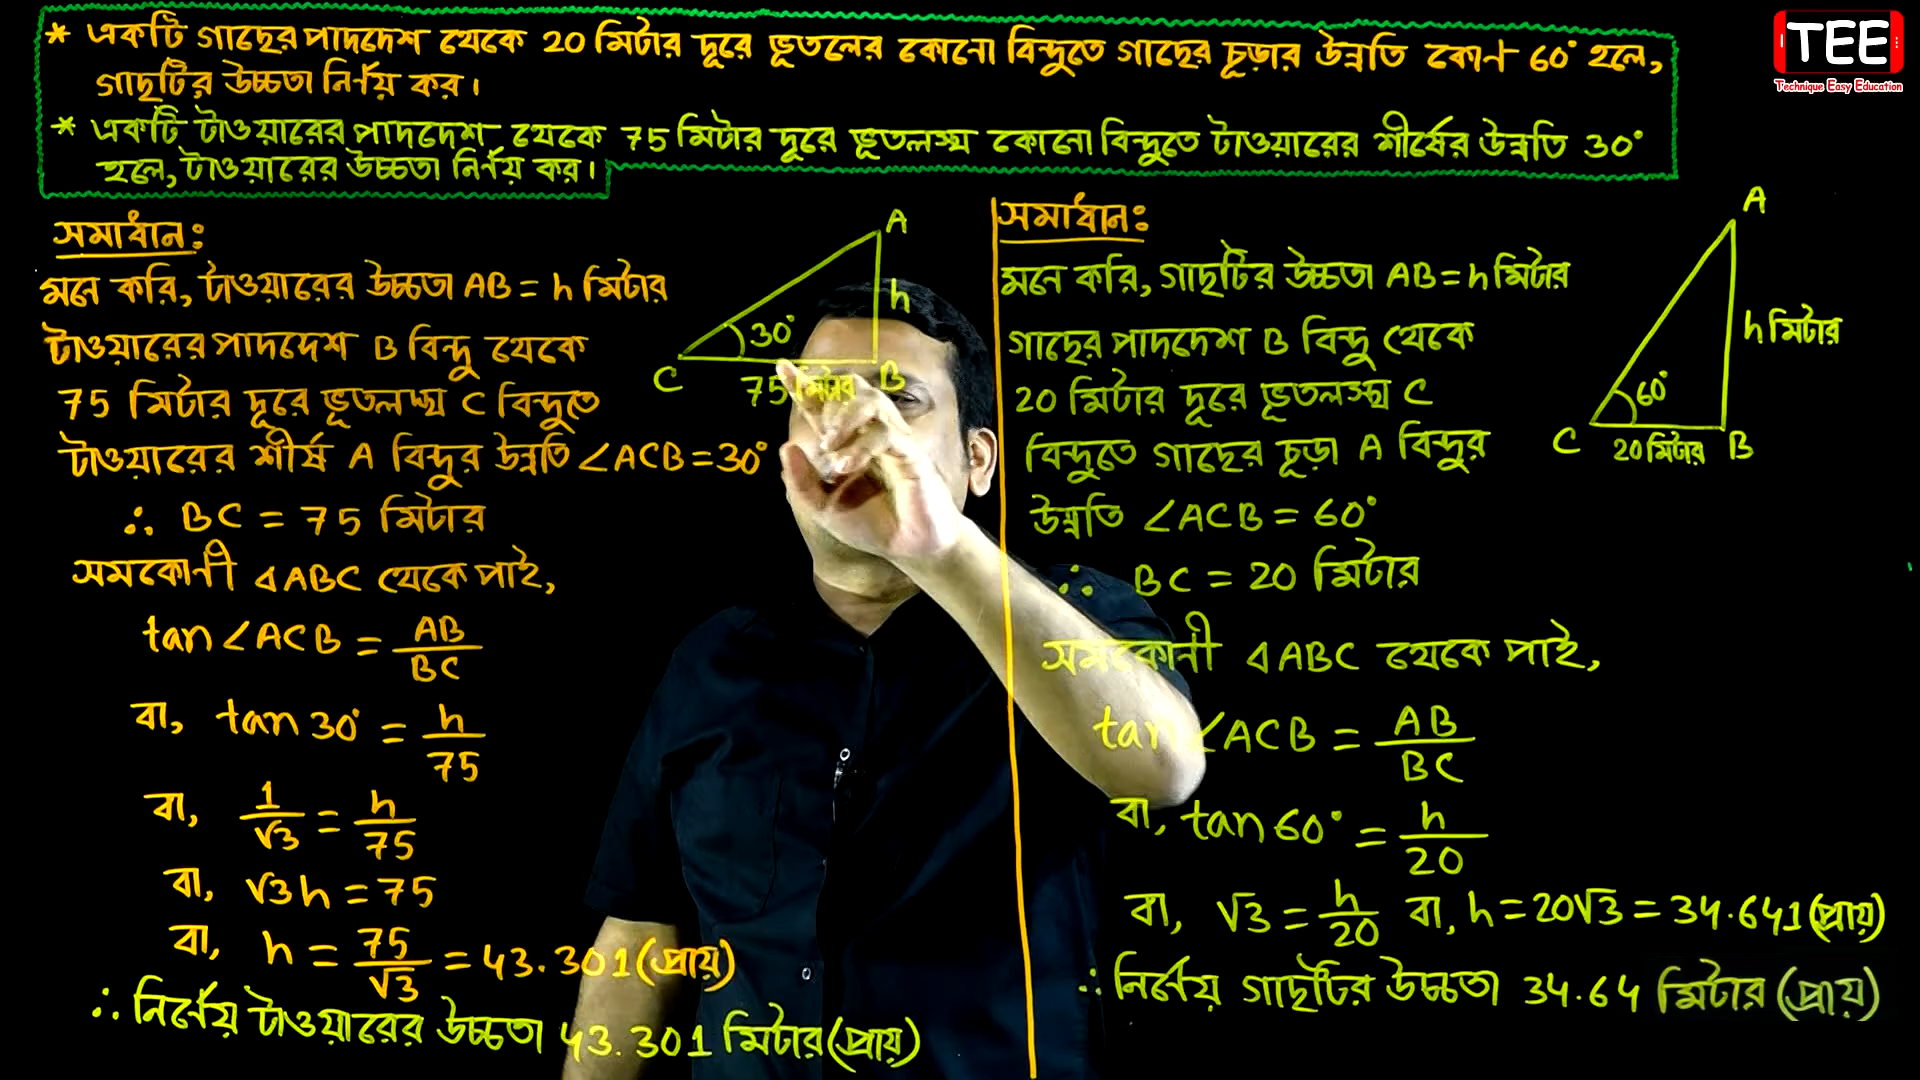 * একটি গাছের পাদদেশ থেকে 20 মিটার দূরে ভূতলের কোনো বিন্দুতে গাছের চূড়ার উন্নতি কোণ 60° হলে,
গাছটির উচ্চতা নির্ণয় কর।
* একটি টাওয়ারের পাদদেশ থেকে 75 মিটার দূরে ভূতলস্থ কোনো বিন্দুতে টাওয়ারের শীর্ষের উন্নতি 30°
হলে, টাওয়ারের উচ্চতা নির্ণয় কর।
TEE
Technique Easy Education
সমাধান:
মনে করি, টাওয়ারের উচ্চতা AB = h মিটার
টাওয়ারের পাদদেশ B বিন্দু থেকে
75 মিটার দূরে ভূতলস্থ C বিন্দুতে
টাওয়ারের শীর্ষ A বিন্দুর উন্নতি ∠ACB = 30°
∴ BC = 75 মিটার
সমকোণী ⊿ABC থেকে পাই,
tan∠ACB = AB/BC
বা, tan 30° = h/75
বা, 1/√3 = h/75
বা, √3h = 75
বা, h = 75/√3 = 43.301 (প্রায়)
∴ নির্ণেয় টাওয়ারের উচ্চতা 43.301 মিটার (প্রায়)
A
h
30°
C
75 মিটার
B
সমাধান:
মনে করি, গাছটির উচ্চতা AB = h মিটার
গাছের পাদদেশ B বিন্দু থেকে
20 মিটার দূরে ভূতলস্থ C
বিন্দুতে গাছের চূড়া A বিন্দুর
উন্নতি ∠ACB = 60°
∴ BC = 20 মিটার
সমকোণী ⊿ABC থেকে পাই,
tan∠ACB = AB/BC
বা, tan 60° = h/20
বা, √3 = h/20 বা, h = 20√3 = 34.641 (প্রায়)
∴ নির্ণেয় গাছটির উচ্চতা 34.64 মিটার (প্রায়)
A
h মিটার
60°
C
20 মিটার
B